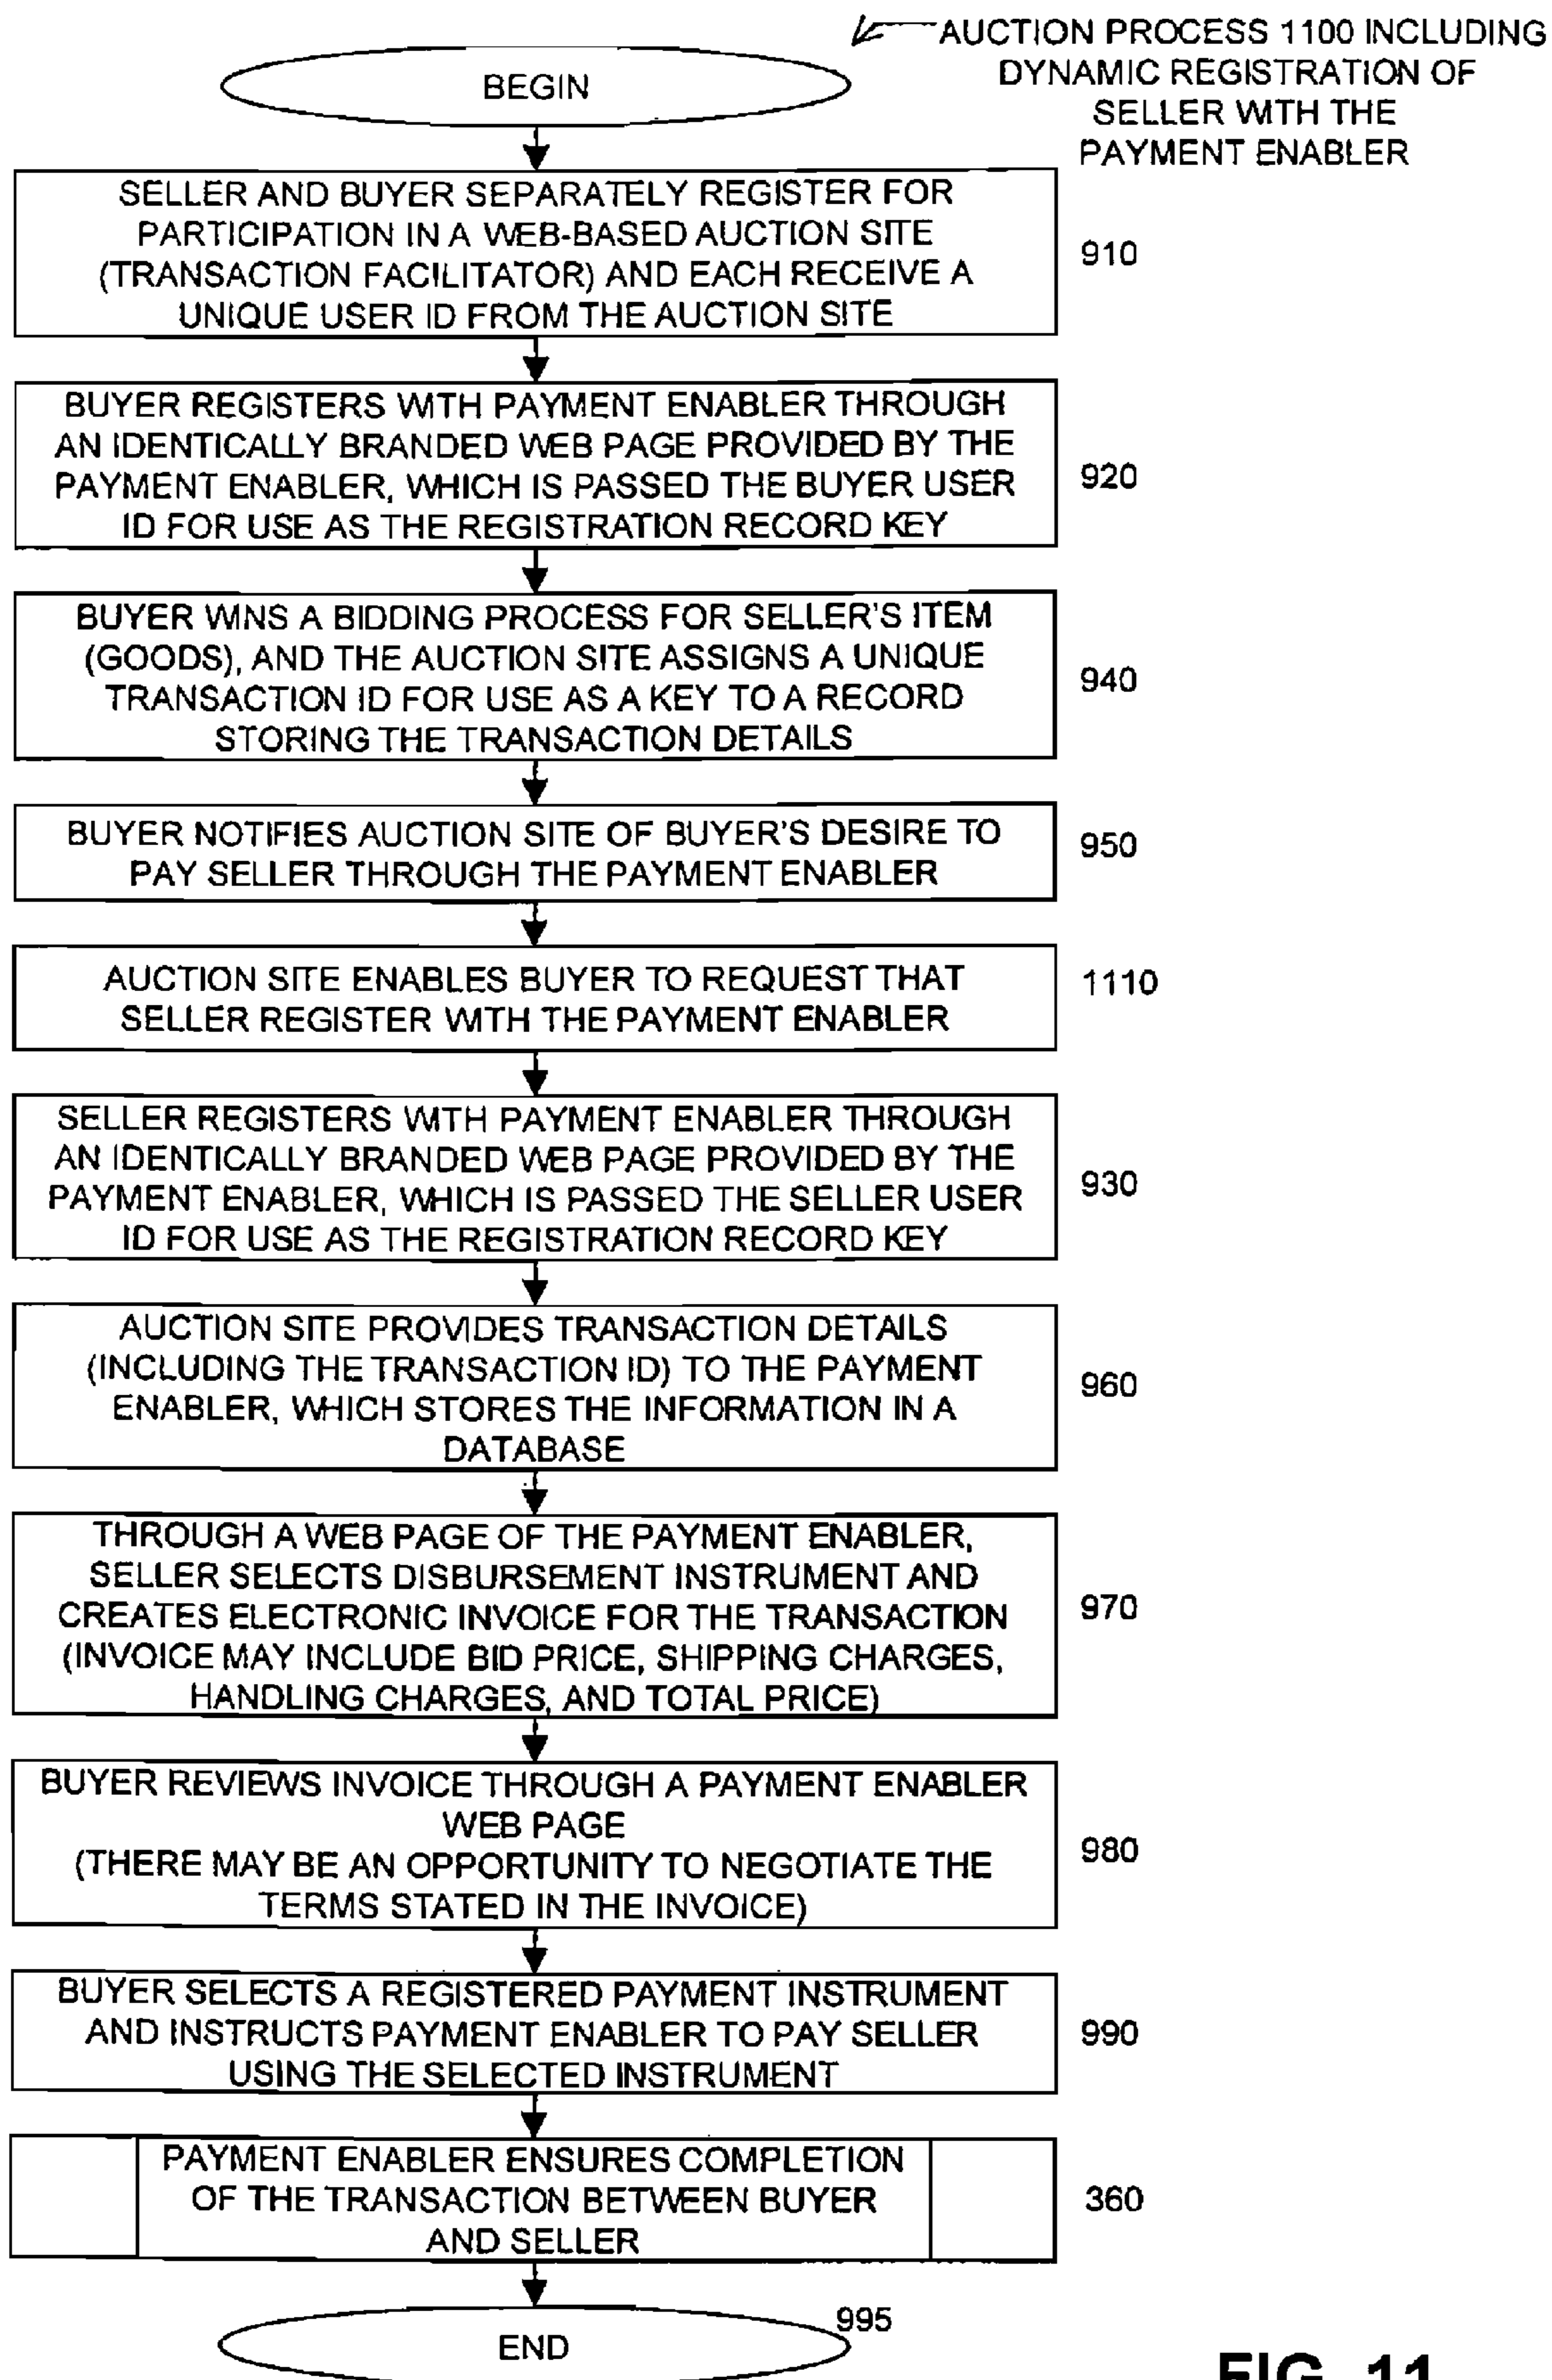 AUCTION PROCESS 1100 INCLUDING
DYNAMIC REGISTRATION OF
SELLER WITH THE
PAYMENT ENABLER
BEGIN
SELLER AND BUYER SEPARATELY REGISTER FOR
PARTICIPATION IN A WEB-BASED AUCTION SITE
(TRANSACTION FACILITATOR) AND EACH RECEIVE A
UNIQUE USER ID FROM THE AUCTION SITE
910
BUYER REGISTERS WITH PAYMENT ENABLER THROUGH
AN IDENTICALLY BRANDED WEB PAGE PROVIDED BY THE
PAYMENT ENABLER, WHICH IS PASSED THE BUYER USER
ID FOR USE AS THE REGISTRATION RECORD KEY
920
BUYER WINS A BIDDING PROCESS FOR SELLER'S ITEM
(GOODS), AND THE AUCTION SITE ASSIGNS A UNIQUE
TRANSACTION ID FOR USE AS A KEY TO A RECORD
STORING THE TRANSACTION DETAILS
940
BUYER NOTIFIES AUCTION SITE OF BUYER'S DESIRE TO
PAY SELLER THROUGH THE PAYMENT ENABLER
950
AUCTION SITE ENABLES BUYER TO REQUEST THAT
SELLER REGISTER WITH THE PAYMENT ENABLER
1110
SELLER REGISTERS WITH PAYMENT ENABLER THROUGH
AN IDENTICALLY BRANDED WEB PAGE PROVIDED BY THE
PAYMENT ENABLER, WHICH IS PASSED THE SELLER USER
ID FOR USE AS THE REGISTRATION RECORD KEY
930
AUCTION SITE PROVIDES TRANSACTION DETAILS
(INCLUDING THE TRANSACTION ID) TO THE PAYMENT
ENABLER, WHICH STORES THE INFORMATION IN A
DATABASE
960
THROUGH A WEB PAGE OF THE PAYMENT ENABLER,
SELLER SELECTS DISBURSEMENT INSTRUMENT AND
CREATES ELECTRONIC INVOICE FOR THE TRANSACTION
(INVOICE MAY INCLUDE BID PRICE, SHIPPING CHARGES,
HANDLING CHARGES, AND TOTAL PRICE)
970
BUYER REVIEWS INVOICE THROUGH A PAYMENT ENABLER
WEB PAGE
(THERE MAY BE AN OPPORTUNITY TO NEGOTIATE THE
TERMS STATED IN THE INVOICE)
980
BUYER SELECTS A REGISTERED PAYMENT INSTRUMENT
AND INSTRUCTS PAYMENT ENABLER TO PAY SELLER
USING THE SELECTED INSTRUMENT
990
PAYMENT ENABLER ENSURES COMPLETION
OF THE TRANSACTION BETWEEN BUYER
AND SELLER
360
995
END
FIG. 11